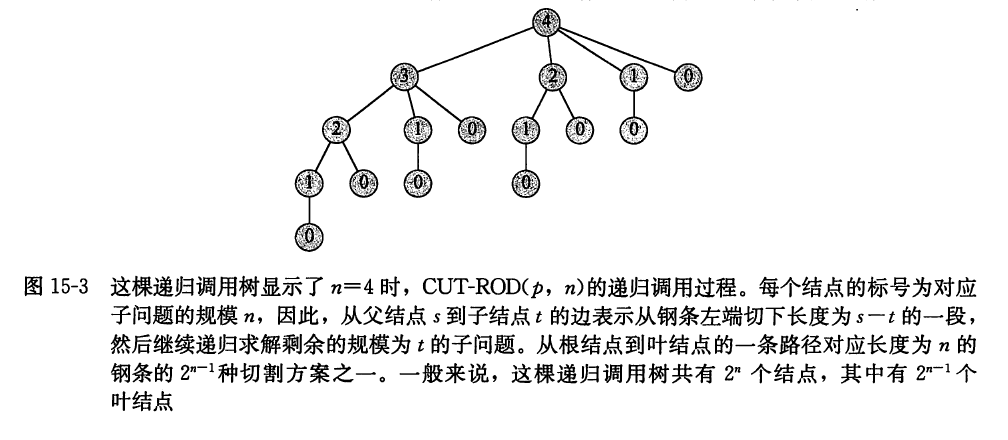 4
3 2 1 0
2 1 0 1 0 0
1 0 0 0
0
图 15-3 这棵递归调用树显示了 n=4 时，CUT-ROD(p，n)的递归调用过程。每个结点的标号为对应
子问题的规模 n，因此，从父结点 s 到子结点 t 的边表示从钢条左端切下长度为 s-t 的一段，
然后继续递归求解剩余的规模为 t 的子问题。从根结点到叶结点的一条路径对应长度为 n 的
钢条的 2ⁿ⁻¹种切割方案之一。一般来说，这棵递归调用树共有 2ⁿ 个结点，其中有 2ⁿ⁻¹个
叶结点